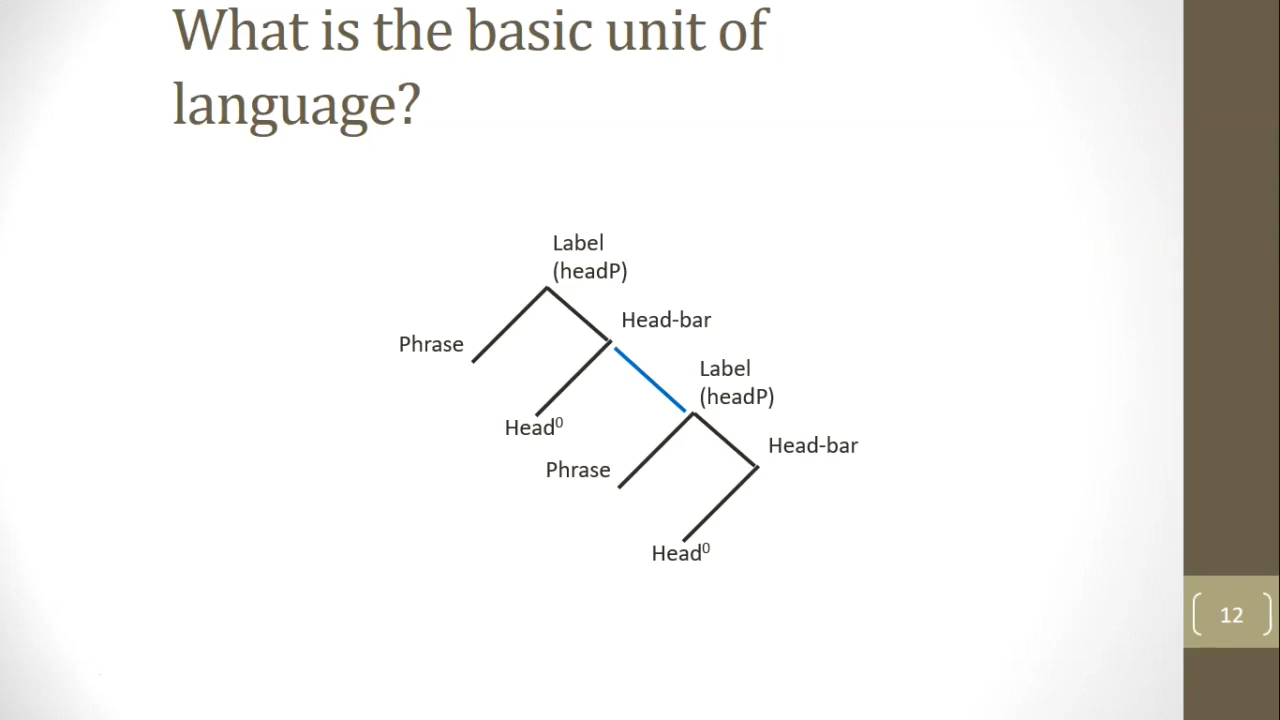 What is the basic unit of
language?
Label
(headP)
Head-bar
Phrase
Label
(headP)
Head⁰
Head-bar
Phrase
Head⁰
12